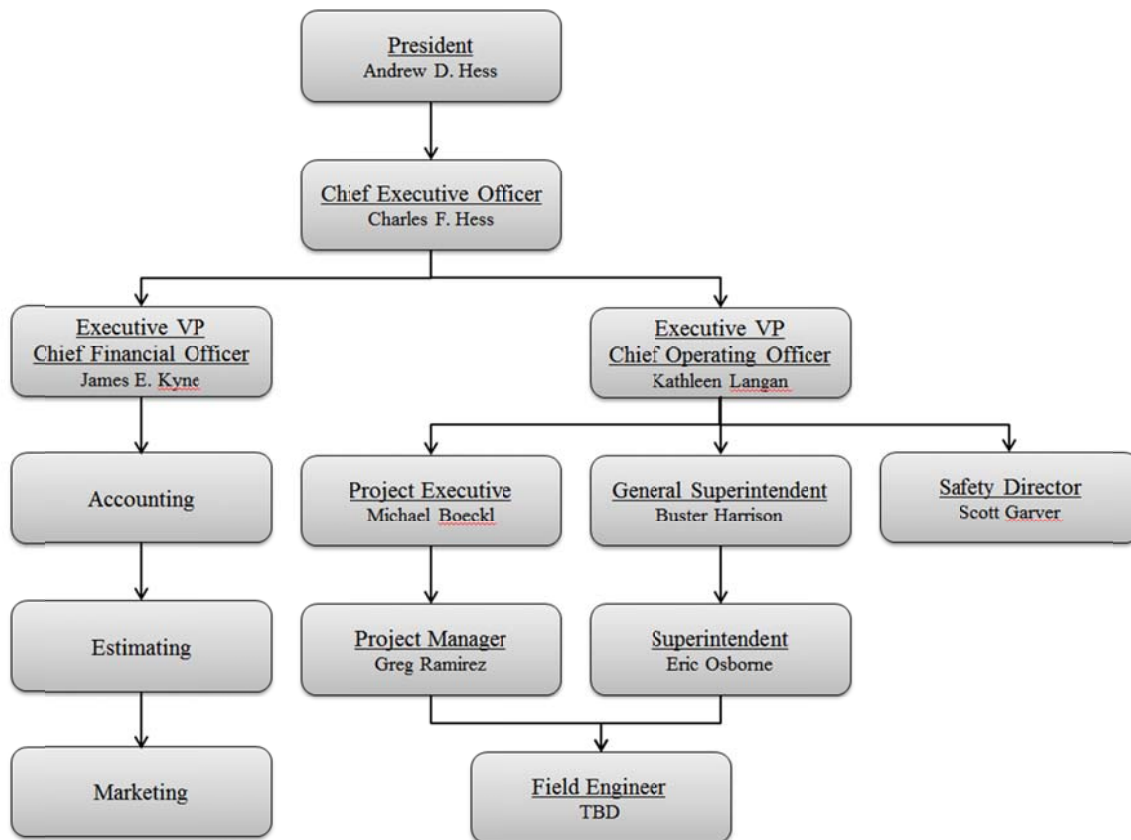 President
Andrew D. Hess
Chief Executive Officer
Charles F. Hess
Executive VP
Chief Financial Officer
James E. Kyne
Executive VP
Chief Operating Officer
Kathleen Langan
Accounting
Project Executive
Michael Boeckl
General Superintendent
Buster Harrison
Safety Director
Scott Garver
Estimating
Project Manager
Greg Ramirez
Superintendent
Eric Osborne
Marketing
Field Engineer
TBD